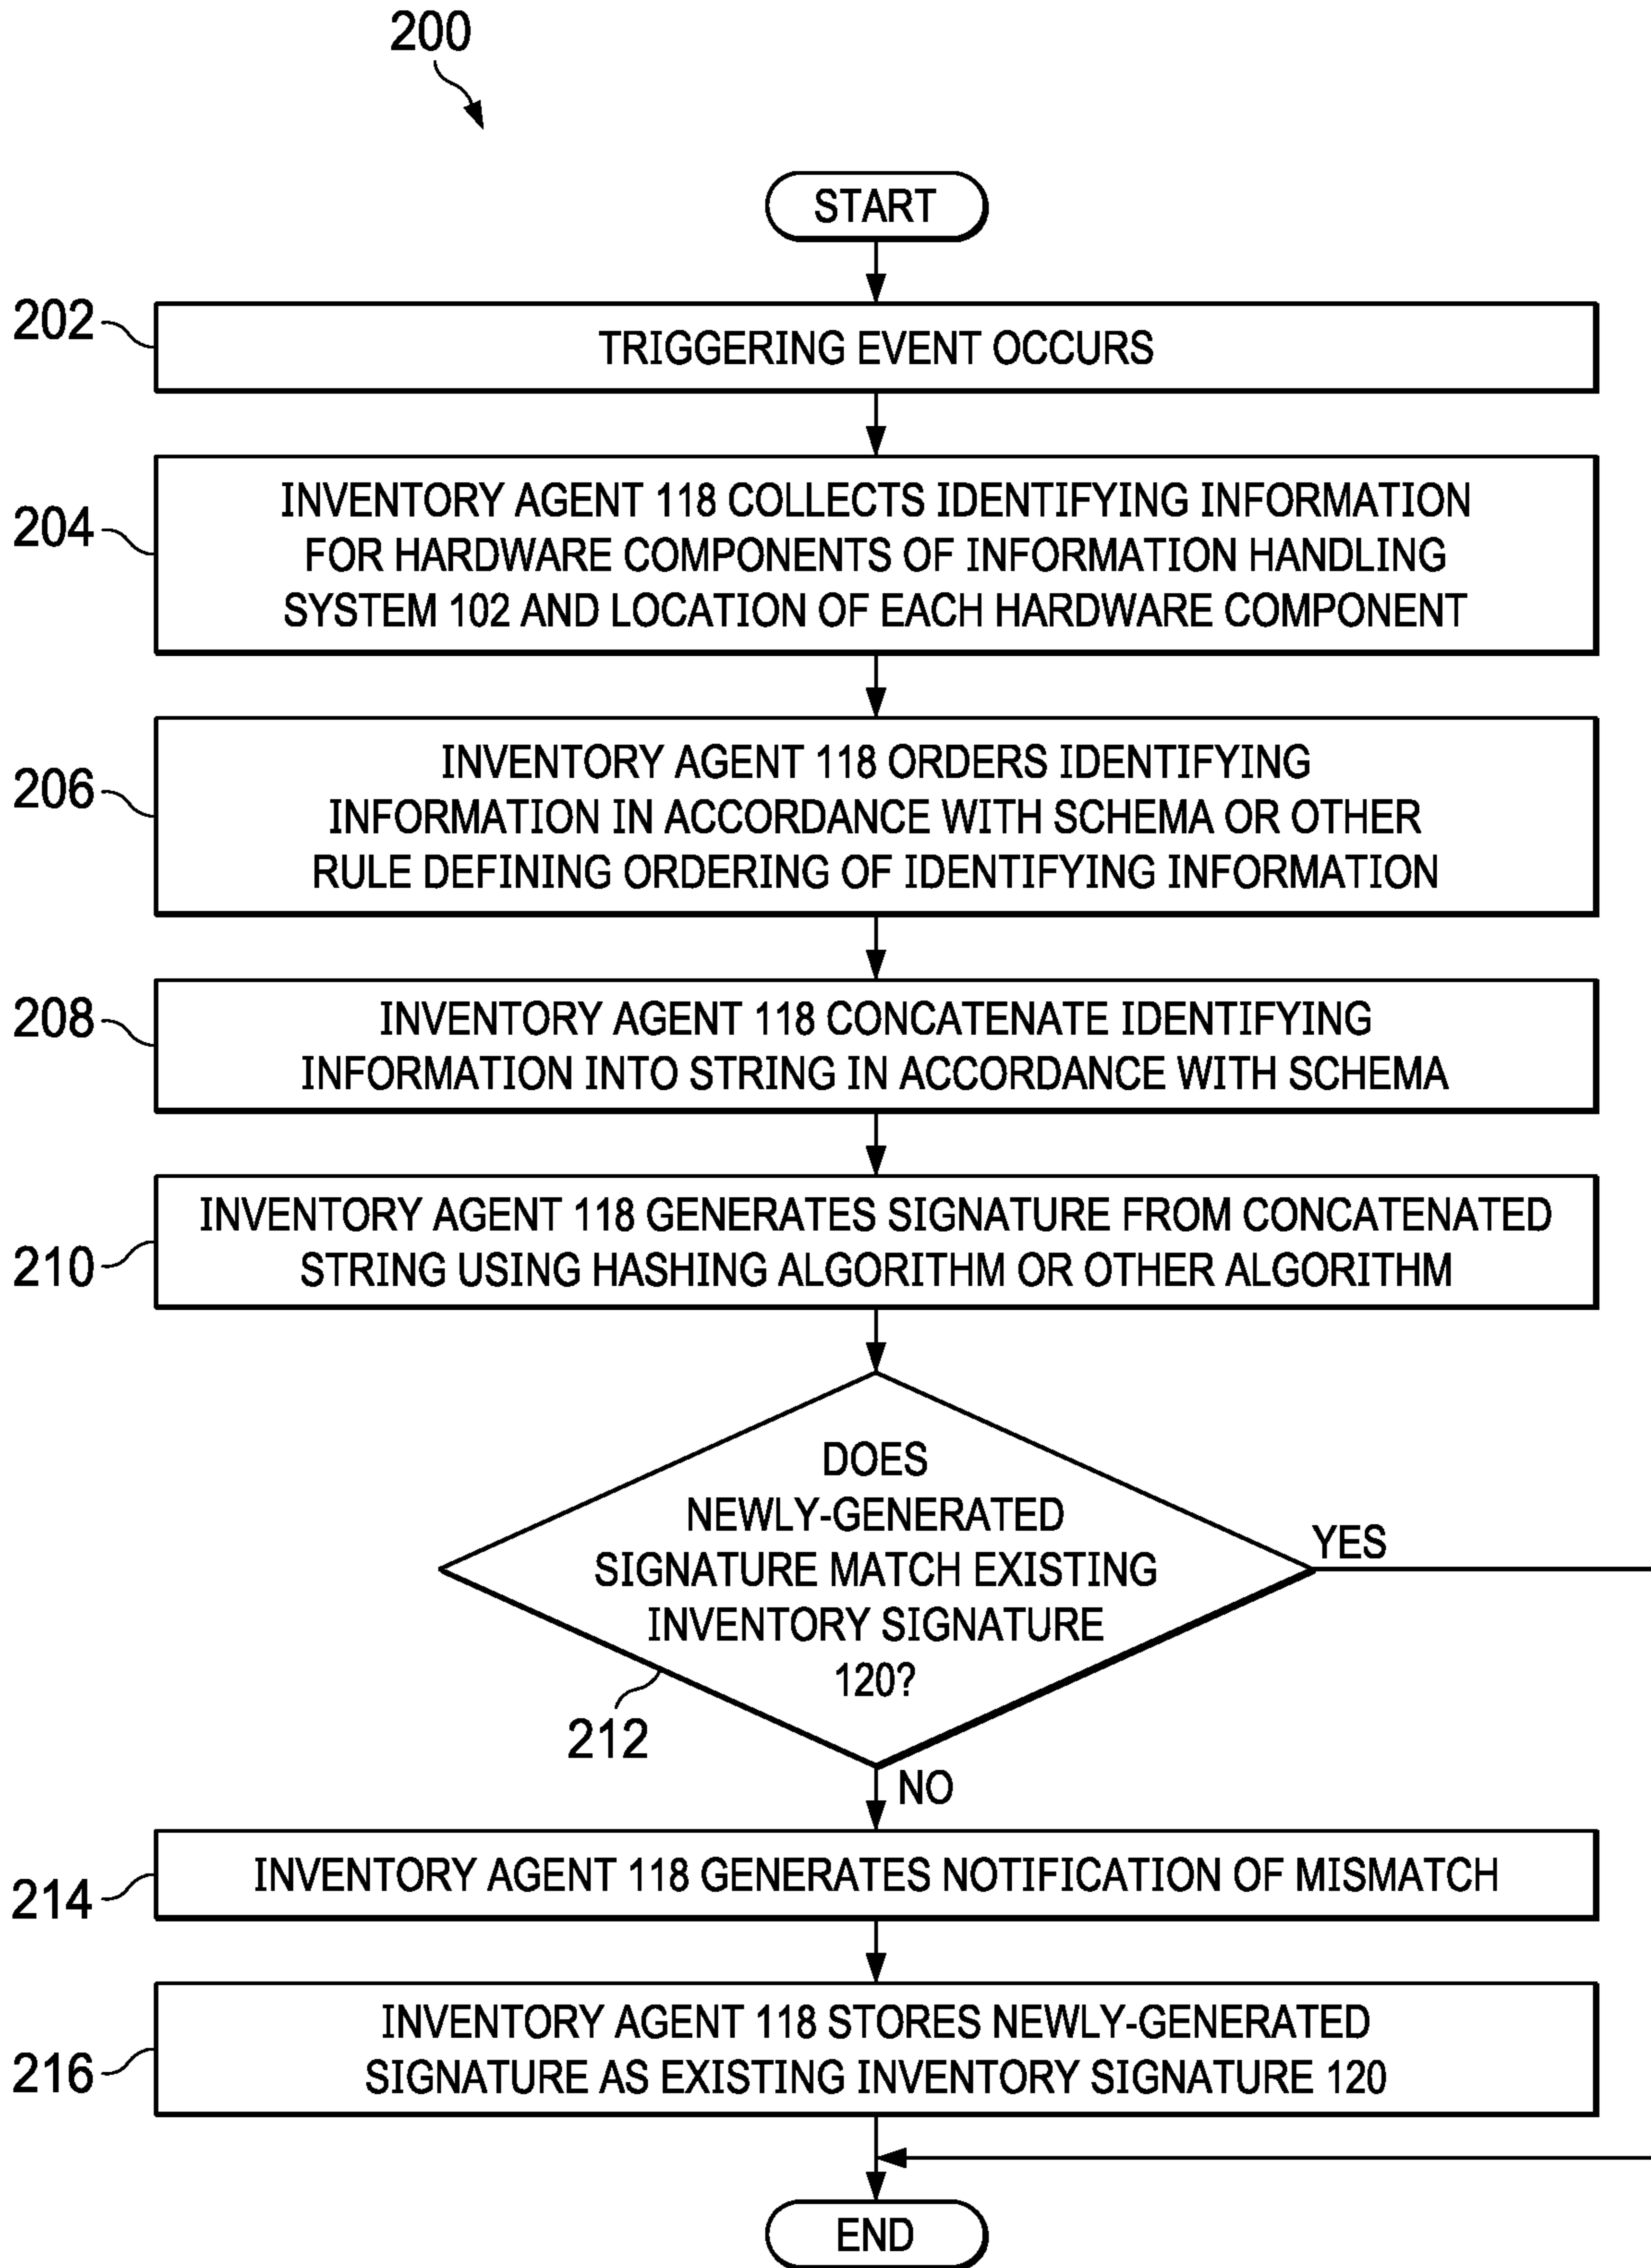 200
START
202
TRIGGERING EVENT OCCURS
204
INVENTORY AGENT 118 COLLECTS IDENTIFYING INFORMATION
FOR HARDWARE COMPONENTS OF INFORMATION HANDLING
SYSTEM 102 AND LOCATION OF EACH HARDWARE COMPONENT
206
INVENTORY AGENT 118 ORDERS IDENTIFYING
INFORMATION IN ACCORDANCE WITH SCHEMA OR OTHER
RULE DEFINING ORDERING OF IDENTIFYING INFORMATION
208
INVENTORY AGENT 118 CONCATENATE IDENTIFYING
INFORMATION INTO STRING IN ACCORDANCE WITH SCHEMA
210
INVENTORY AGENT 118 GENERATES SIGNATURE FROM CONCATENATED
STRING USING HASHING ALGORITHM OR OTHER ALGORITHM
DOES
NEWLY-GENERATED
SIGNATURE MATCH EXISTING
INVENTORY SIGNATURE
120?
YES
212
NO
214
INVENTORY AGENT 118 GENERATES NOTIFICATION OF MISMATCH
216
INVENTORY AGENT 118 STORES NEWLY-GENERATED
SIGNATURE AS EXISTING INVENTORY SIGNATURE 120
END